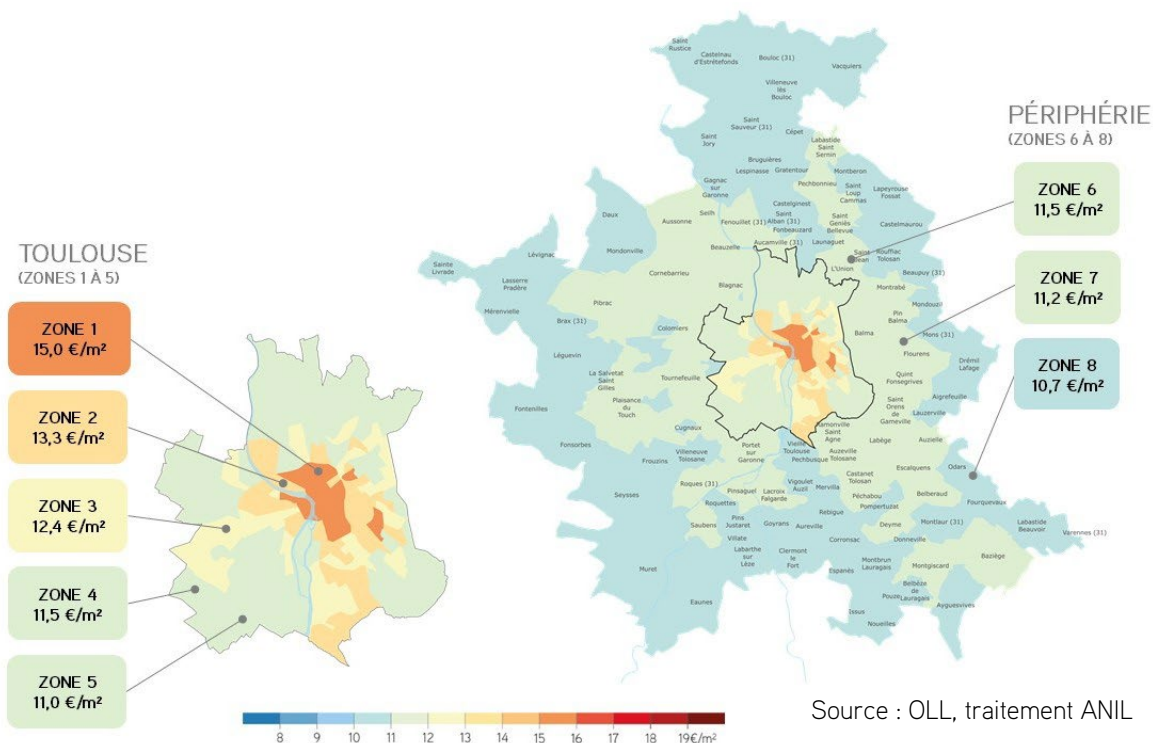 TOULOUSE
(ZONES 1 À 5)
ZONE 1
15,0 €/m²
ZONE 2
13,3 €/m²
ZONE 3
12,4 €/m²
ZONE 4
11,5 €/m²
ZONE 5
11,0 €/m²
PÉRIPHÉRIE
(ZONES 6 À 8)
ZONE 6
11,5 €/m²
ZONE 7
11,2 €/m²
ZONE 8
10,7 €/m²
Saint
Rustice
Castelnau
d'Estrétefonds
Bouloc (31)
Vacquiers
Villeneuve
lès
Bouloc
Saint
Sauveur (31)
Cépet
Saint
Jory
Labastide
Saint
Sernin
Bruguières
Lespinasse
Gratentour
Montberon
Pechbonnieu
Gagnac
sur
Garonne
Saint
Loup
Cammas
Lapeyrouse
Fossat
Castelginest
Daux
Aussonne
Seilh
Fenouillet (31)
Saint
Alban (31)
Fonbeauzard
Saint
Geniès
Bellevue
Castelmaurou
Mondonville
Beauzelle
Aucamville (31)
Launaguet
Saint
Jean
Rouffiac
Tolosan
L'Union
Lévignac
Sainte
Livrade
Cornebarrieu
Beaupuy (31)
Lasserre
Pradère
Blagnac
Montrabé
Mérenvielle
Pibrac
Mondouzil
Pin
Balma
Brax (31)
Colomiers
Balma
Mons (31)
Léguevin
Flourens
Drémil
Lafage
La Salvetat
Saint
Gilles
Tournefeuille
Quint
Fonsegrives
Aigrefeuille
Fontenilles
Plaisance
du
Touch
Saint
Orens
de
Gameville
Lauzerville
Cugnaux
Ramonville
Saint
Agne
Fonsorbes
Villeneuve
Tolosane
Portet
sur
Garonne
Vieille
Toulouse
Labège
Auzielle
Frouzins
Pechbusque
Auzeville
Tolosane
Escalquens
Odars
Seysses
Roques (31)
Pinsaguel
Lacroix
Falgarde
Vigoulet
Auzil
Mervilla
Castanet
Tolosan
Péchabou
Belberaud
Fourquevaux
Roquettes
Rebigue
Pompertuzat
Saubens
Pins
Justaret
Goyrans
Aureville
Deyme
Montlaur (31)
Labastide
Beauvoir
Varennes (31)
Villate
Corronsac
Donneville
Labarthe
sur
Lèze
Clermont
le
Fort
Montbrun
Lauragais
Montgiscard
Baziège
Muret
Espanès
Belbèze
de
Lauragais
Eaunes
Pouze
Ayguesvives
Issus
Noueilles
8 9 10 11 12 13 14 15 16 17 18 19€/m²
Source : OLL, traitement ANIL